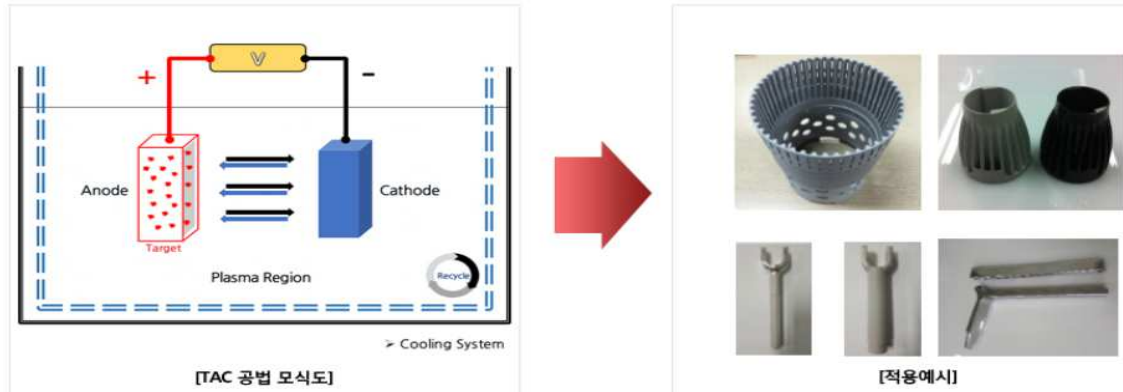 V
+
-
Anode
Cathode
Target
Plasma Region
Recycle
➢ Cooling System
[TAC 공법 모식도]
[적용예시]